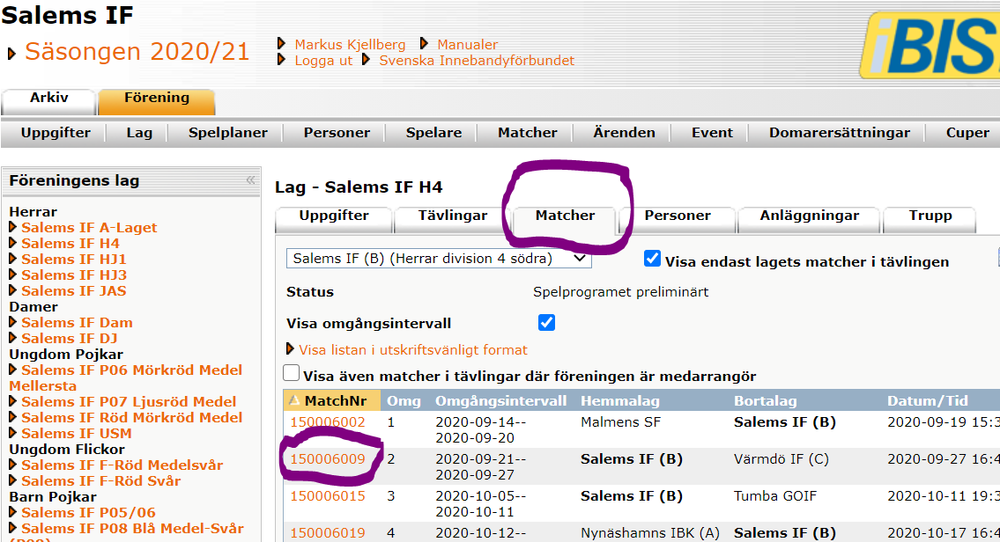 Salems IF
Säsongen 2020/21
Markus Kjellberg Manualer
Logga ut Svenska Innebandyförbundet
iBIS
Arkiv Förening
Uppgifter Lag Spelplaner Personer Spelare Matcher Ärenden Event Domarersättningar Cuper
Föreningens lag «
Herrar
Salems IF A-Laget
Salems IF H4
Salems IF HJ1
Salems IF HJ3
Salems IF JAS
Damer
Salems IF Dam
Salems IF DJ
Ungdom Pojkar
Salems IF P06 Mörkröd Medel
Mellersta
Salems IF P07 Ljusröd Medel
Salems IF Röd Mörkröd Medel
Salems IF USM
Ungdom Flickor
Salems IF F-Röd Medelsvår
Salems IF F-Röd Svår
Barn Pojkar
Salems IF P05/06
Salems IF P08 Blå Medel-Svår
Lag - Salems IF H4
Uppgifter Tävlingar Matcher Personer Anläggningar Trupp
Salems IF (B) (Herrar division 4 södra) Visa endast lagets matcher i tävlingen
Status Spelprogramet preliminärt
Visa omgångsintervall
Visa listan i utskriftsvänligt format
Visa även matcher i tävlingar där föreningen är medarrangör
MatchNr Omg Omgångsintervall Hemmalag Bortalag Datum/Tid
150006002 1 2020-09-14-- Malmens SF Salems IF (B) 2020-09-19 15:3
2020-09-20
150006009 2 2020-09-21-- Salems IF (B) Värmdö IF (C) 2020-09-27 16:4
2020-09-27
150006015 3 2020-10-05-- Salems IF (B) Tumba GOIF 2020-10-11 19:3
2020-10-11
150006019 4 2020-10-12-- Nynäshamns IBK (A) Salems IF (B) 2020-10-17 16:4